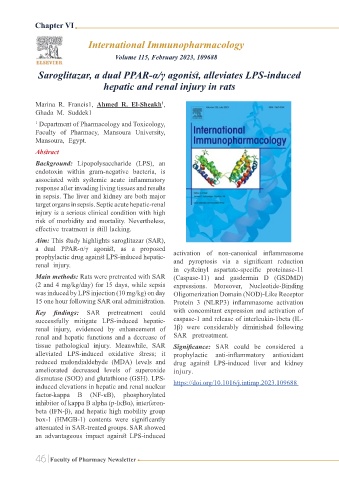 Chapter VI
ELSEVIER
International Immunopharmacology
Volume 115, February 2023, 109688
Saroglitazar, a dual PPAR-α/γ agonist, alleviates LPS-induced
hepatic and renal injury in rats
Marina R. Francis1, Ahmed R. El-Sheakh1,
Ghada M. Suddek1
1 Department of Pharmacology and Toxicology,
Faculty of Pharmacy, Mansoura University,
Mansoura, Egypt.
Abstract
Background: Lipopolysaccharide (LPS), an
endotoxin within gram-negative bacteria, is
associated with systemic acute inflammatory
response after invading living tissues and results
in sepsis. The liver and kidney are both major
target organs in sepsis. Septic acute hepatic-renal
injury is a serious clinical condition with high
risk of morbidity and mortality. Nevertheless,
effective treatment is still lacking.
Aim: This study highlights saroglitazar (SAR),
a dual PPAR-α/γ agonist, as a proposed
prophylactic drug against LPS-induced hepatic-
renal injury.
Main methods: Rats were pretreated with SAR
(2 and 4 mg/kg/day) for 15 days, while sepsis
was induced by LPS injection (10 mg/kg) on day
15 one hour following SAR oral administration.
Key findings: SAR pretreatment could
successfully mitigate LPS-induced hepatic-
renal injury, evidenced by enhancement of
renal and hepatic functions and a decrease of
tissue pathological injury. Meanwhile, SAR
alleviated LPS-induced oxidative stress; it
reduced malondialdehyde (MDA) levels and
ameliorated decreased levels of superoxide
dismutase (SOD) and glutathione (GSH). LPS-
induced elevations in hepatic and renal nuclear
factor-kappa B (NF-κB), phosphorylated
inhibitor of kappa B alpha (p-IκBα), interferon-
beta (IFN-β), and hepatic high mobility group
box-1 (HMGB-1) contents were significantly
attenuated in SAR-treated groups. SAR showed
an advantageous impact against LPS-induced
International
Immunopharmacology
activation of non-canonical inflammasome
and pyroptosis via a significant reduction
in cysteinyl aspartate-specific proteinase-11
(Caspase-11) and gasdermin D (GSDMD)
expressions. Moreover, Nucleotide-Binding
Oligomerization Domain (NOD)-Like Receptor
Protein 3 (NLRP3) inflammasome activation
with concomitant expression and activation of
caspase-1 and release of interleukin-1beta (IL-
1β) were considerably diminished following
SAR pretreatment.
Significance: SAR could be considered a
prophylactic anti-inflammatory antioxidant
drug against LPS-induced liver and kidney
injury.
https://doi.org/10.1016/j.intimp.2023.109688
46 Faculty of Pharmacy Newsletter